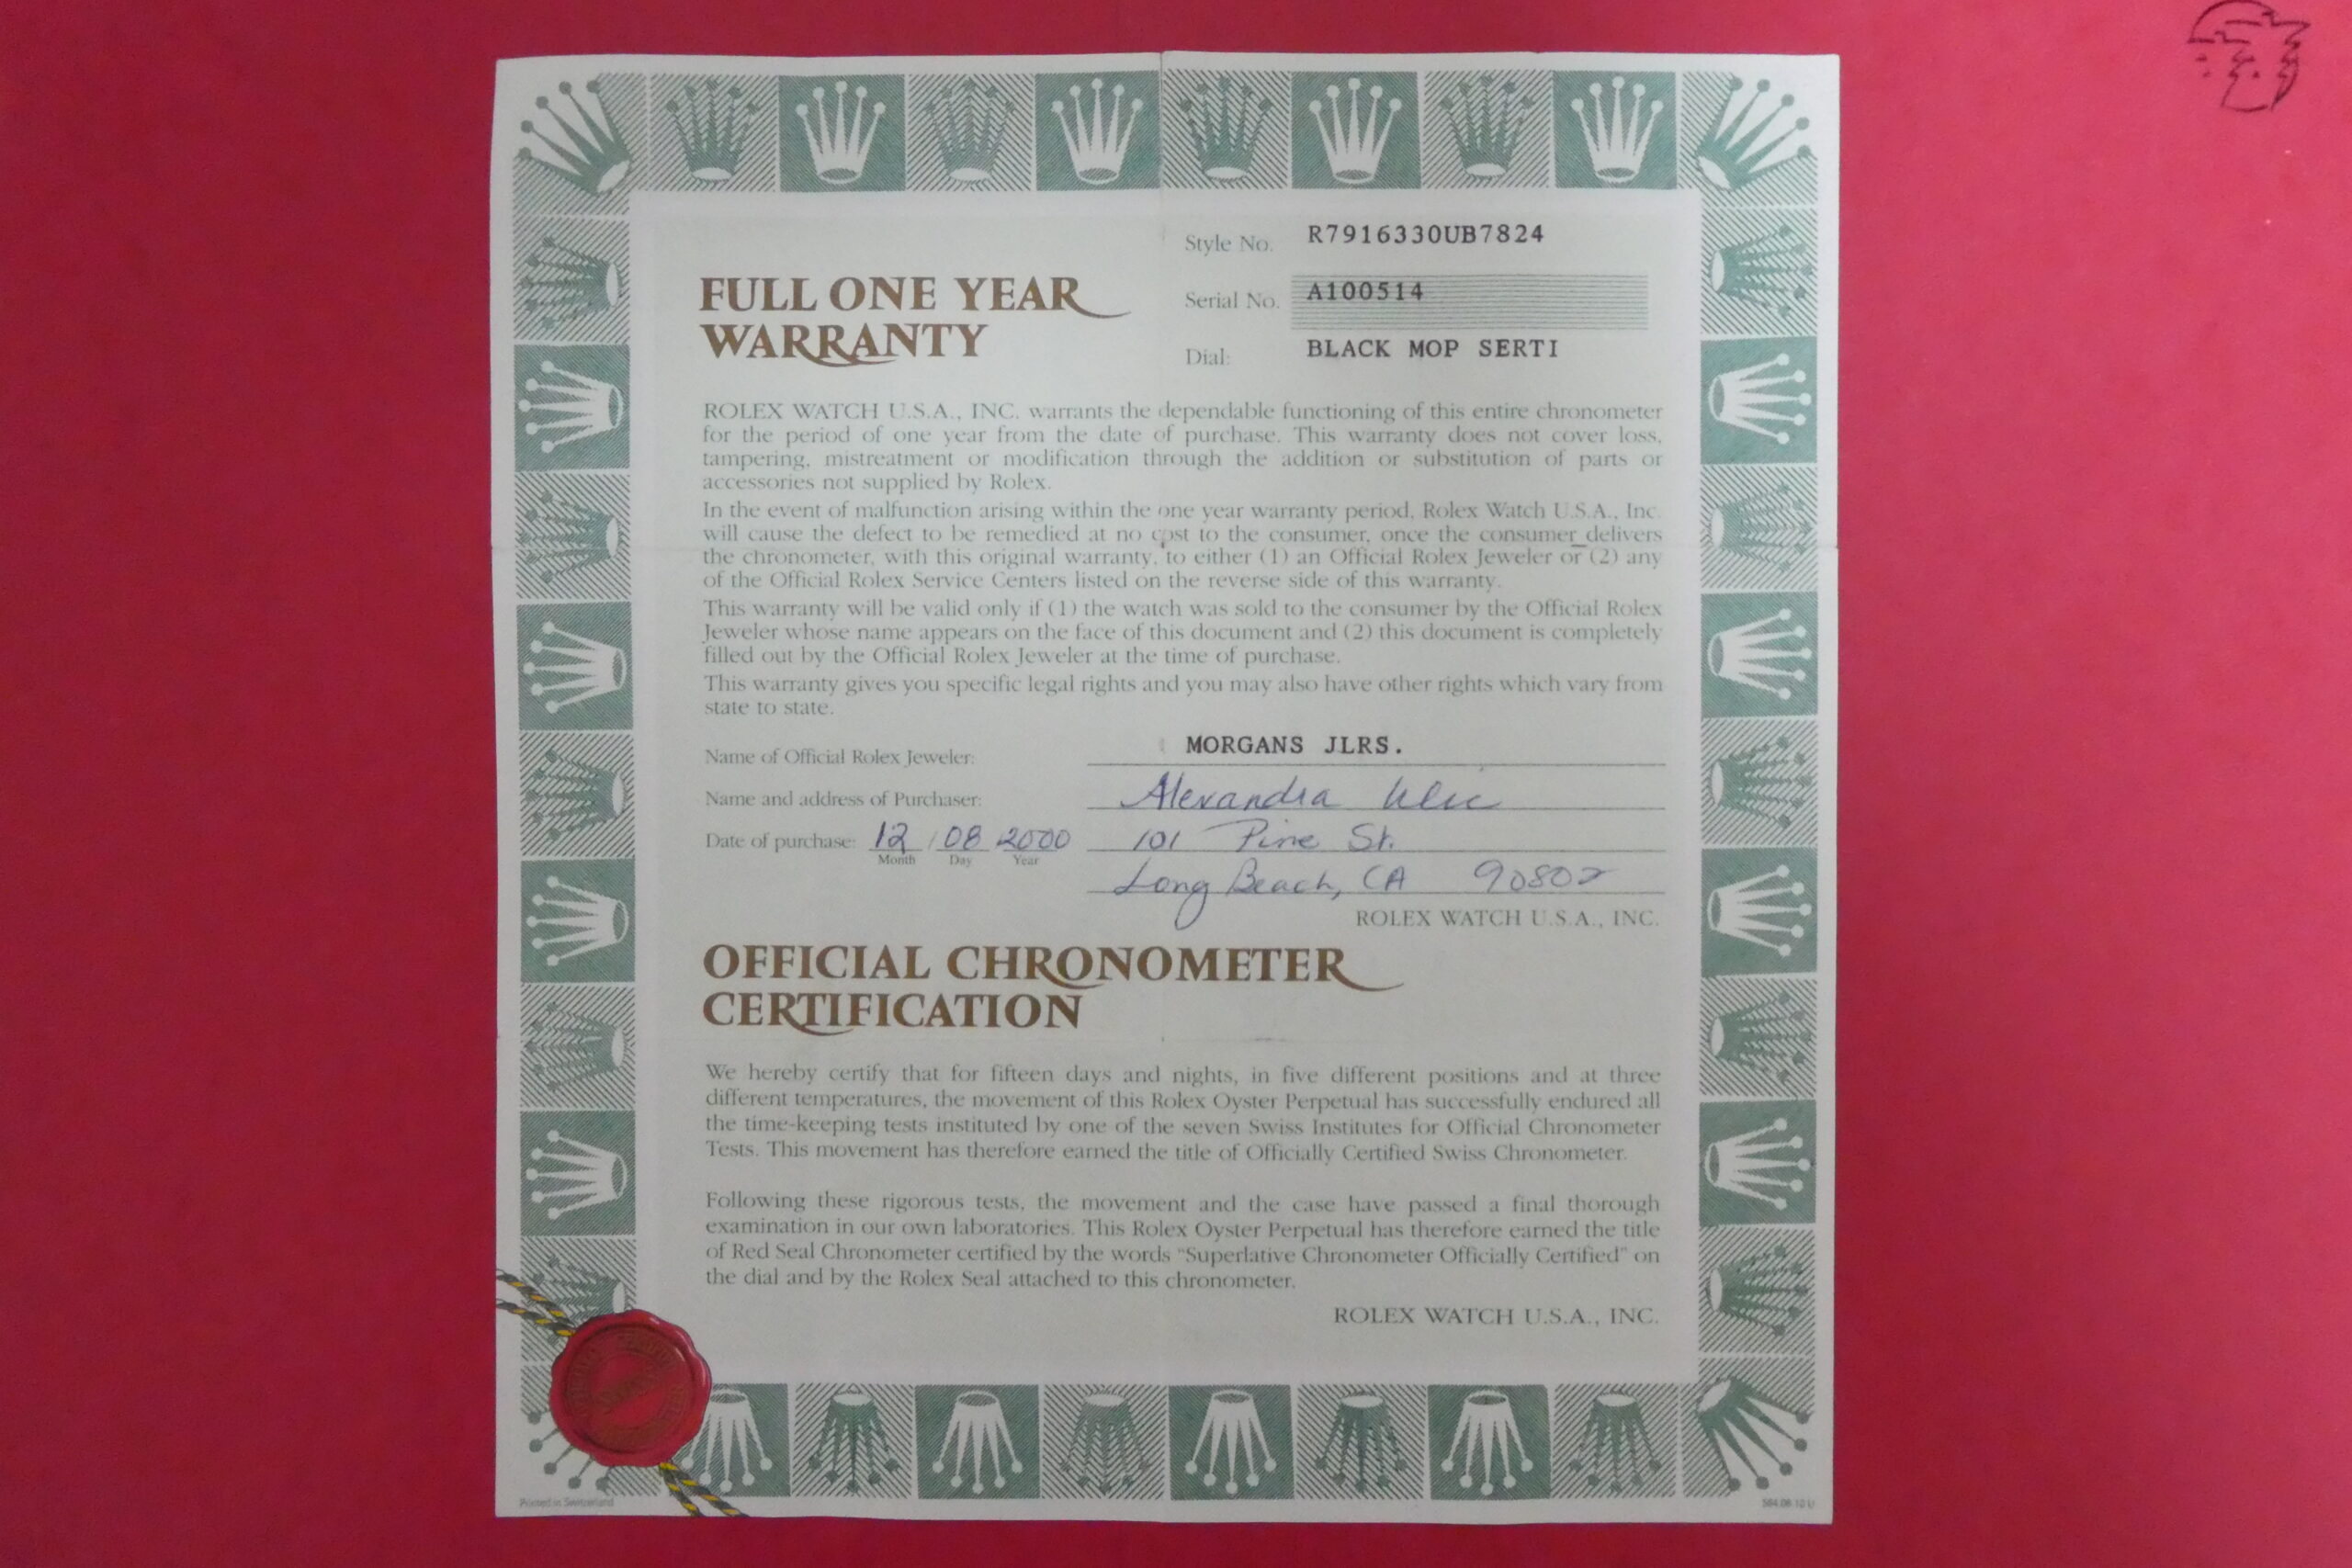 Style No. R7916330UB7824
FULL ONE YEAR
WARRANTY
Serial No. A100514
Dial: BLACK MOP SERTI
ROLEX WATCH U.S.A., INC. warrants the dependable functioning of this entire chronometer
for the period of one year from the date of purchase. This warranty does not cover loss,
tampering, mistreatment or modification through the addition or substitution of parts or
accessories not supplied by Rolex.
In the event of malfunction arising within the one year warranty period, Rolex Watch U.S.A., Inc.
will cause the defect to be remedied at no cost to the consumer, once the consumer delivers
the chronometer, with this original warranty, to either (1) an Official Rolex Jeweler or (2) any
of the Official Rolex Service Centers listed on the reverse side of this warranty.
This warranty will be valid only if (1) the watch was sold to the consumer by the Official Rolex
Jeweler whose name appears on the face of this document and (2) this document is completely
filled out by the Official Rolex Jeweler at the time of purchase.
This warranty gives you specific legal rights and you may also have other rights which vary from
state to state.
Name of Official Rolex Jeweler: MORGANS JLRS.
Name and address of Purchaser: Alexandra
Date of purchase: 12 / 08 2000 101 Pine St.
Month Day Year
Long Beach, CA 90802
ROLEX WATCH U.S.A., INC.
OFFICIAL CHRONOMETER
CERTIFICATION
We hereby certify that for fifteen days and nights, in five different positions and at three
different temperatures, the movement of this Rolex Oyster Perpetual has successfully endured all
the time-keeping tests instituted by one of the seven Swiss Institutes for Official Chronometer
Tests. This movement has therefore earned the title of Officially Certified Swiss Chronometer.
Following these rigorous tests, the movement and the case have passed a final thorough
examination in our own laboratories. This Rolex Oyster Perpetual has therefore earned the title
of Red Seal Chronometer certified by the words "Superlative Chronometer Officially Certified" on
the dial and by the Rolex Seal attached to this chronometer.
ROLEX WATCH U.S.A., INC.
Printed in Switzerland